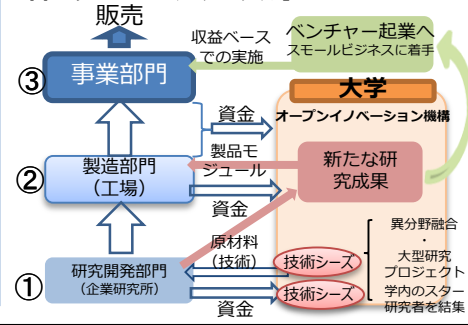 販売
収益ベース
での実施
ベンチャー起業へ
スモールビジネスに着手
③
事業部門
大学
オープンイノベーション機構
資金
製品モ
ジュール
②
製造部門
（工場）
新たな研
究成果
資金
原材料
（技術）
異分野融合
・
大型研究
プロジェクト
学内のスター
研究者を結集
技術シーズ
技術シーズ
①
研究開発部門
（企業研究所）
資金